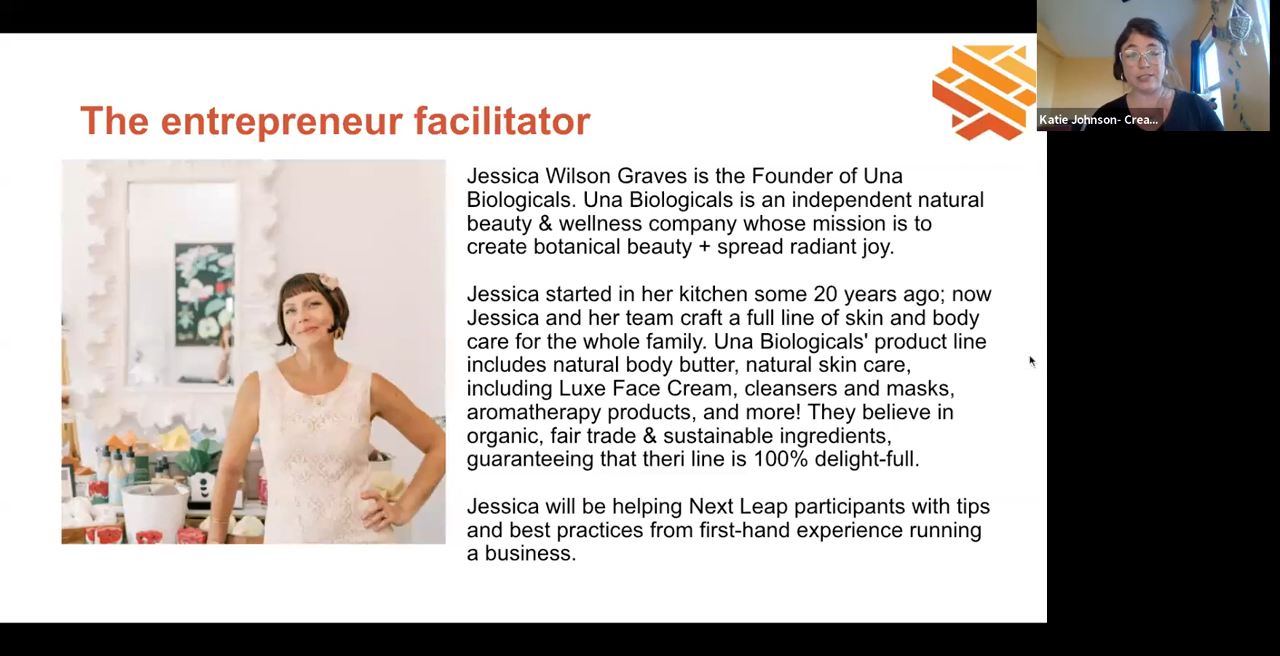 The entrepreneur facilitator
Katie Johnson- Crea...
Jessica Wilson Graves is the Founder of Una
Biologicals. Una Biologicals is an independent natural
beauty & wellness company whose mission is to
create botanical beauty + spread radiant joy.
Jessica started in her kitchen some 20 years ago; now
Jessica and her team craft a full line of skin and body
care for the whole family. Una Biologicals' product line
includes natural body butter, natural skin care,
including Luxe Face Cream, cleansers and masks,
aromatherapy products, and more! They believe in
organic, fair trade & sustainable ingredients,
guaranteeing that theri line is 100% delight-full.
Jessica will be helping Next Leap participants with tips
and best practices from first-hand experience running
a business.